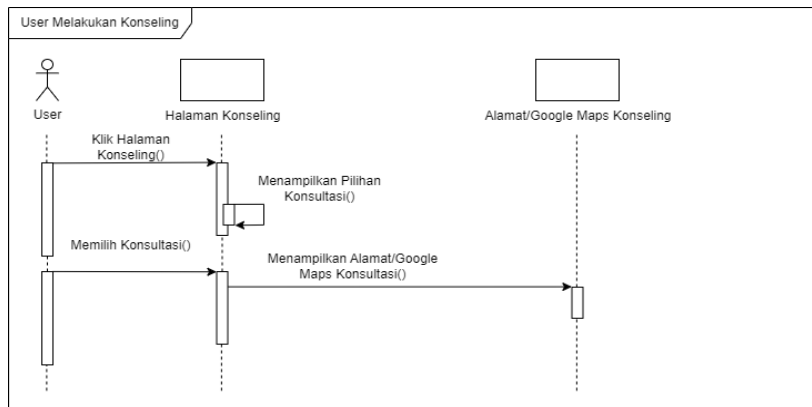 User Melakukan Konseling
User
Halaman Konseling
Alamat/Google Maps Konseling
Klik Halaman
Konseling()
Menampilkan Pilihan
Konsultasi()
Memilih Konsultasi()
Menampilkan Alamat/Google
Maps Konsultasi()